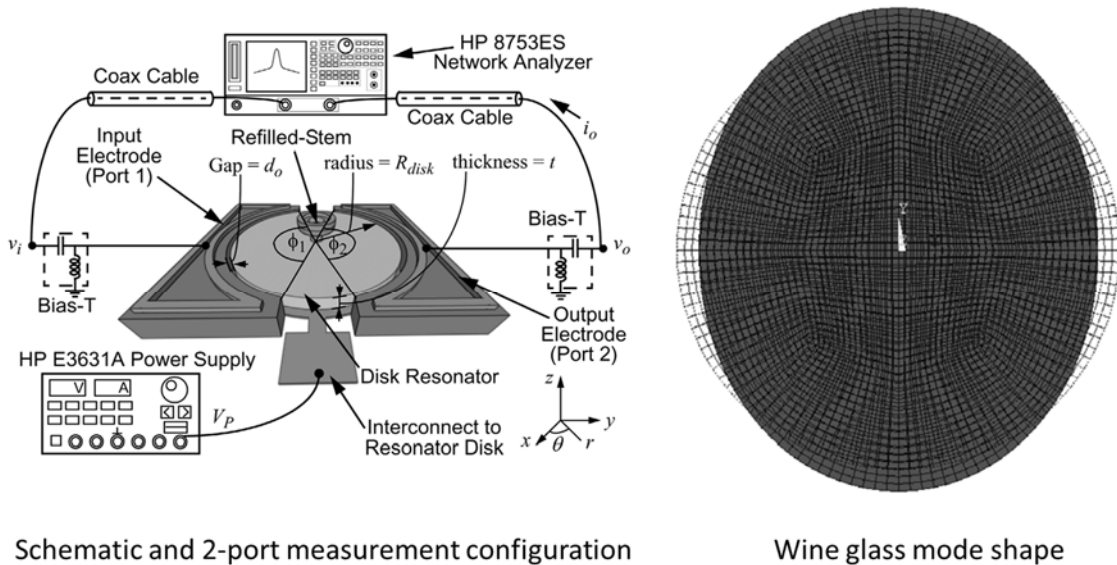 HP 8753ES
Network Analyzer
Coax Cable
Coax Cable
i_o
Refilled-Stem
Input
Electrode
(Port 1)
Gap = d_o
radius = R_disk
thickness = t
ϕ_1
ϕ_2
v_i
Bias-T
Bias-T
v_o
Output
Electrode
(Port 2)
HP E3631A Power Supply
V
A
V_P
Disk Resonator
Interconnect to
Resonator Disk
z
y
x
θ
r
Y
Schematic and 2-port measurement configuration
Wine glass mode shape